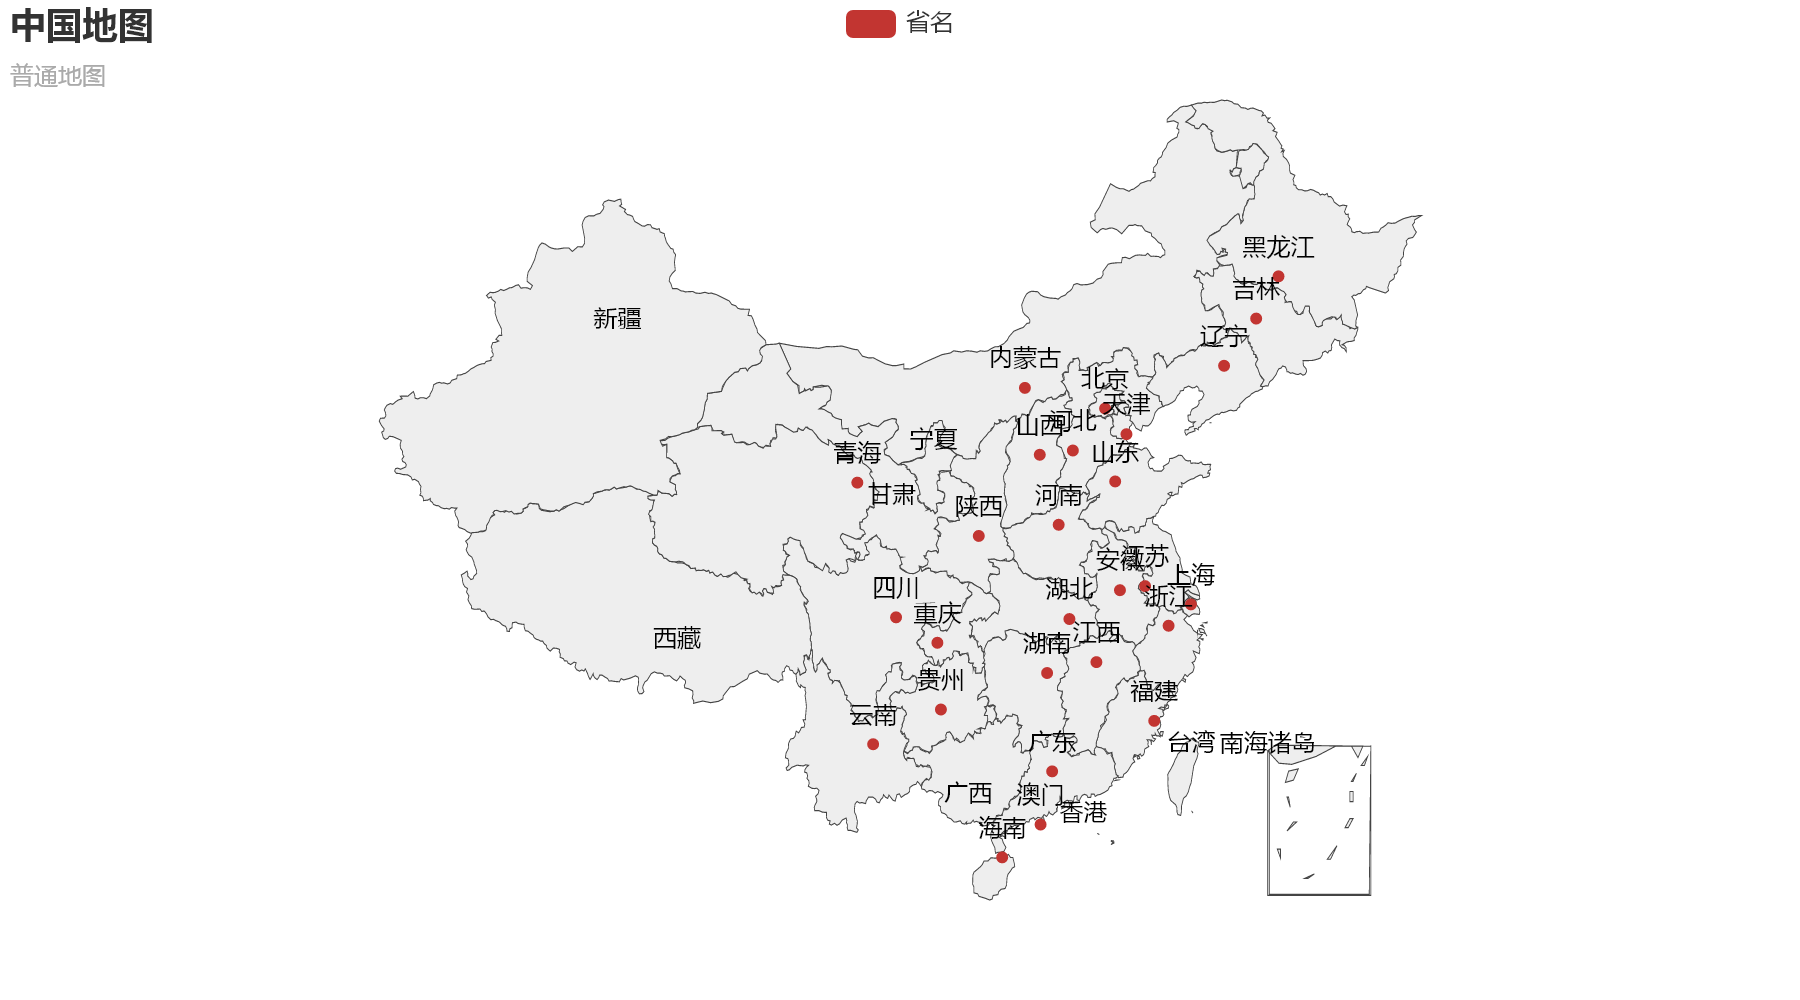 中国地图
省名
普通地图
黑龙江
吉林
新疆
辽宁
内蒙古
北京
天津
河北
山西
宁夏
青海
山东
甘肃
河南
陕西
江苏
安徽
上海
四川
湖北
浙江
重庆
江西
西藏
湖南
贵州
福建
云南
广东
台湾
南海诸岛
广西
澳门
香港
海南